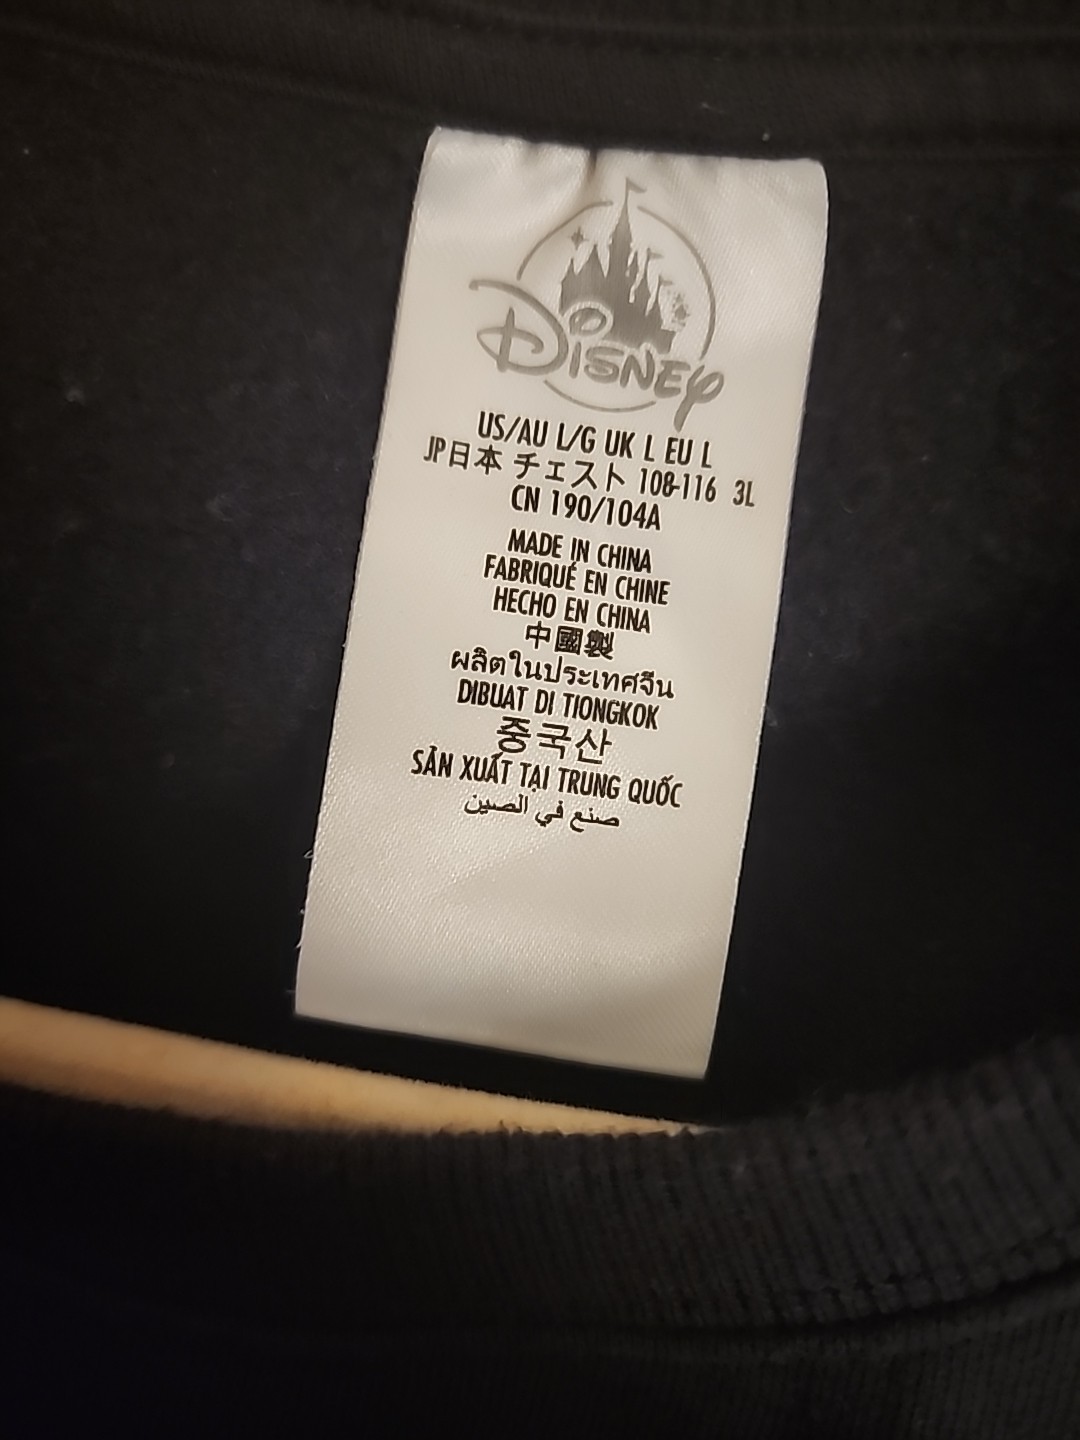 Disney
US/AU L/G UK L EU L
JP日本 チェスト 108-116 3L
CN 190/104A
MADE IN CHINA
FABRIQUÉ EN CHINE
HECHO EN CHINA
中國製
ผลิตในประเทศจีน
DIBUAT DI TIONGKOK
중국산
SẢN XUẤT TẠI TRUNG QUỐC
صنع في الصين